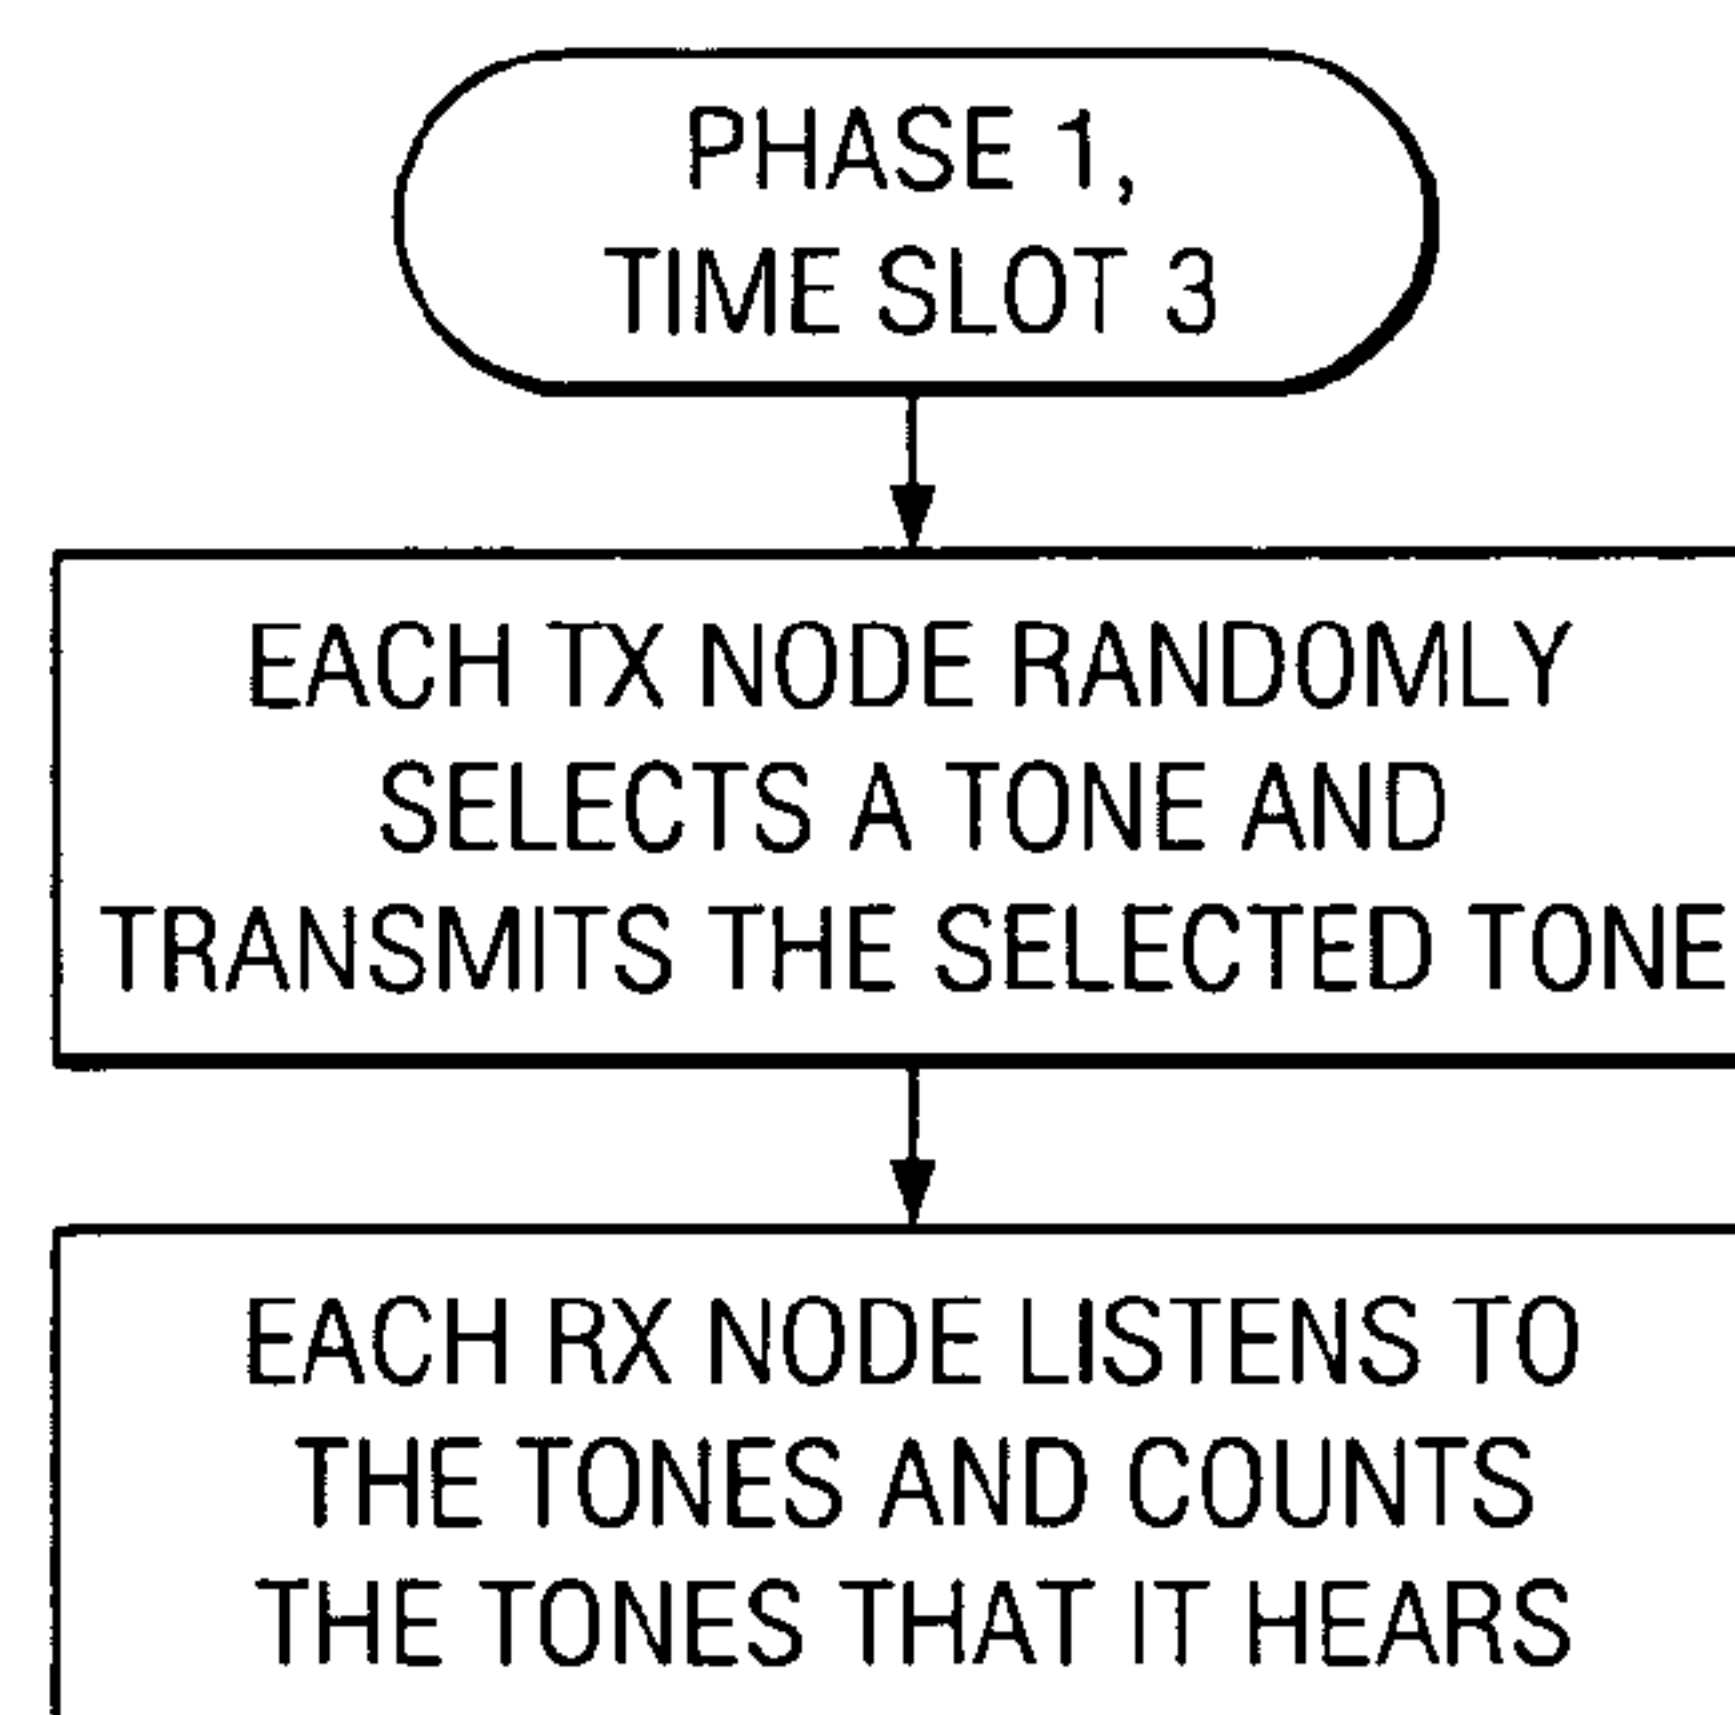 PHASE 1,
TIME SLOT 3
EACH TX NODE RANDOMLY
SELECTS A TONE AND
TRANSMITS THE SELECTED TONE
EACH RX NODE LISTENS TO
THE TONES AND COUNTS
THE TONES THAT IT HEARS